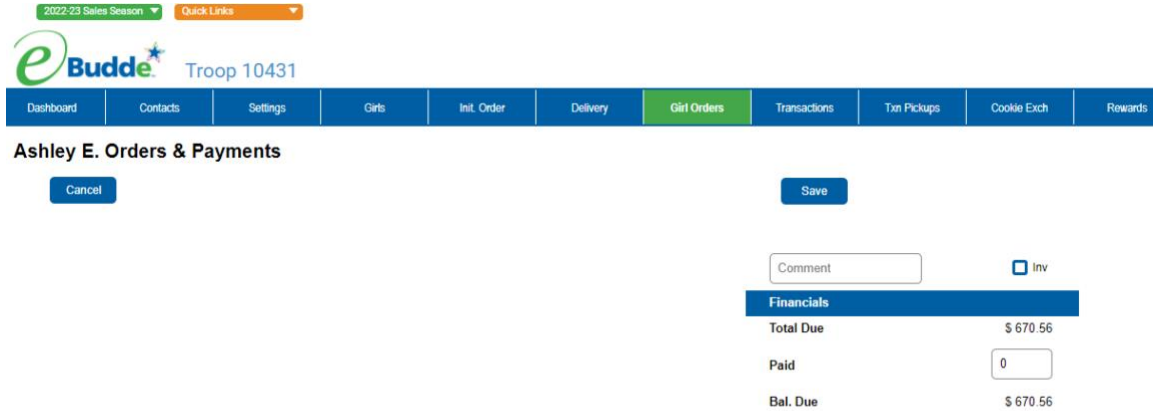 2022-23 Sales Season
Quick Links
eBudde Troop 10431
Dashboard Contacts Settings Girls Init. Order Delivery Girl Orders Transactions Txn Pickups Cookie Exch Rewards
Ashley E. Orders & Payments
Cancel Save
Comment Inv
Financials
Total Due $ 670.56
Paid 0
Bal. Due $ 670.56